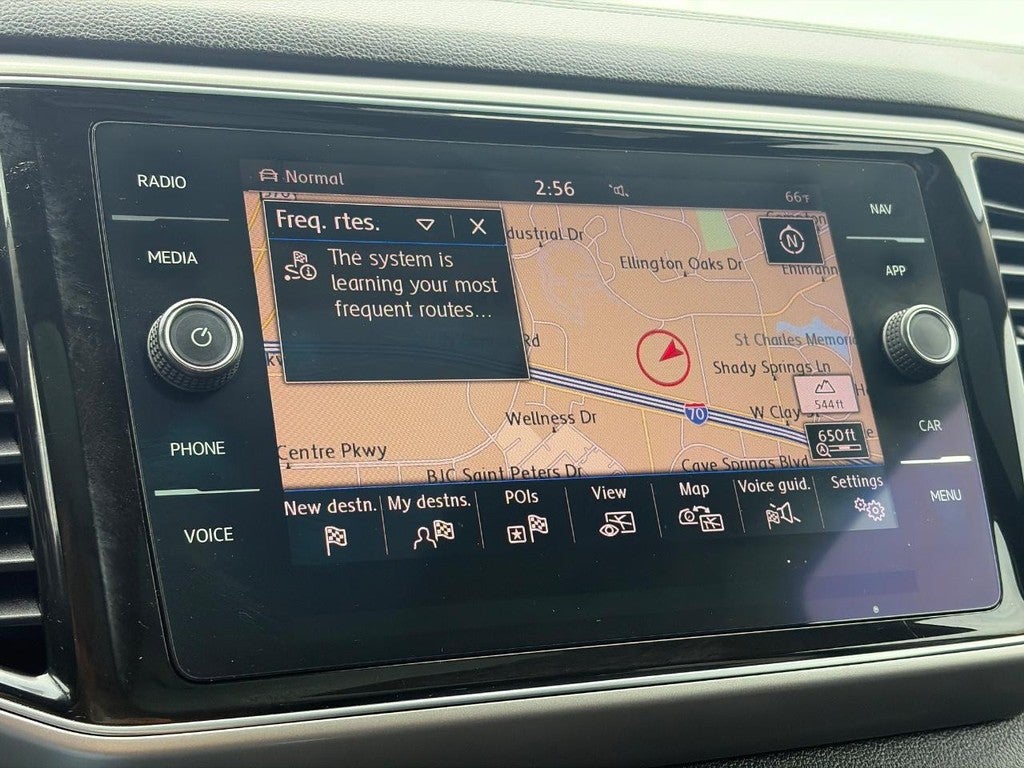 RADIO
MEDIA
PHONE
VOICE
Normal
2:56
66°F
Freq. rtes.
The system is
learning your most
frequent routes...
dustrial Dr
Ellington Oaks Dr
Ehlmann
N
Rd
St Charles Memori
Shady Springs Ln
544ft
70
W Clay
650ft
A
Wellness Dr
Centre Pkwy
BJC Saint Peters Dr
Cave Springs Blvd
New destn.
My destns.
POIs
View
Map
Voice guid.
Settings
NAV
APP
CAR
MENU